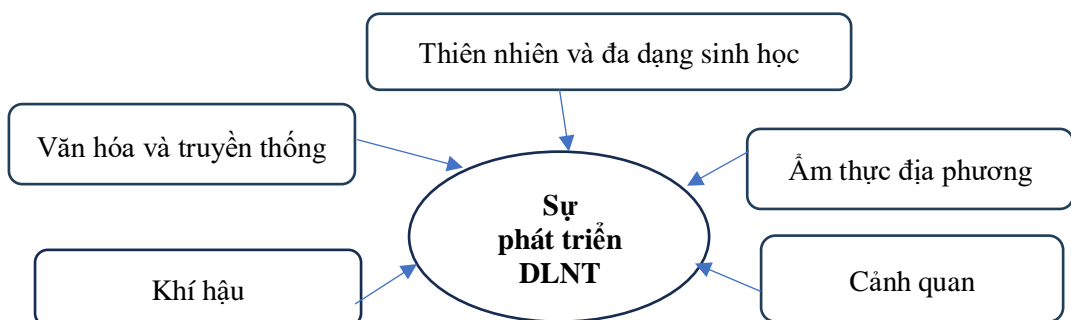 Thiên nhiên và đa dạng sinh học
Văn hóa và truyền thống
Ẩm thực địa phương
Sự
phát triển
DLNT
Khí hậu
Cảnh quan